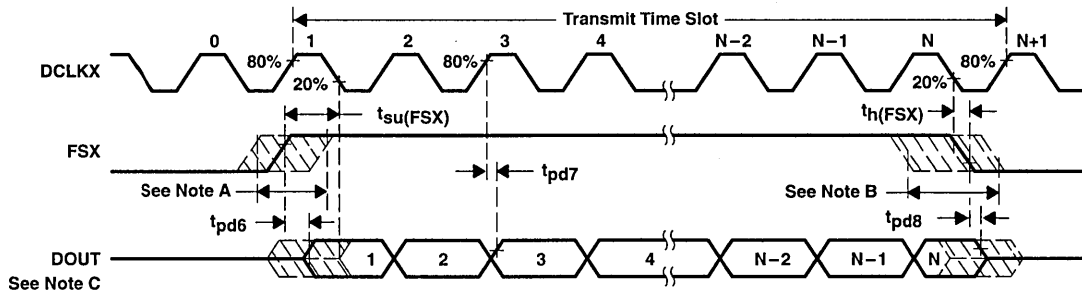 Transmit Time Slot
0 1 2 3 4 N−2 N−1 N N+1
DCLKX 80% 80% 80%
20% 20%
tsu(FSX) th(FSX)
FSX
See Note A tpd7 See Note B
tpd6 tpd8
DOUT 1 2 3 4 N−2 N−1 N
See Note C